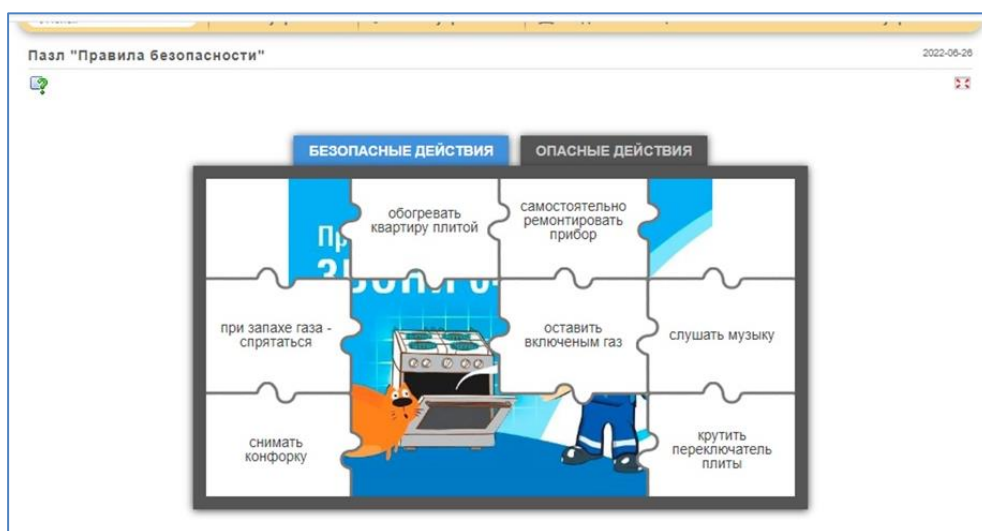 Пазл "Правила безопасности"
2022-06-26
БЕЗОПАСНЫЕ ДЕЙСТВИЯ
ОПАСНЫЕ ДЕЙСТВИЯ
обогревать
квартиру плитой
самостоятельно
ремонтировать
прибор
при запахе газа -
спрятаться
оставить
включеным газ
слушать музыку
снимать
конфорку
крутить
переключатель
плиты